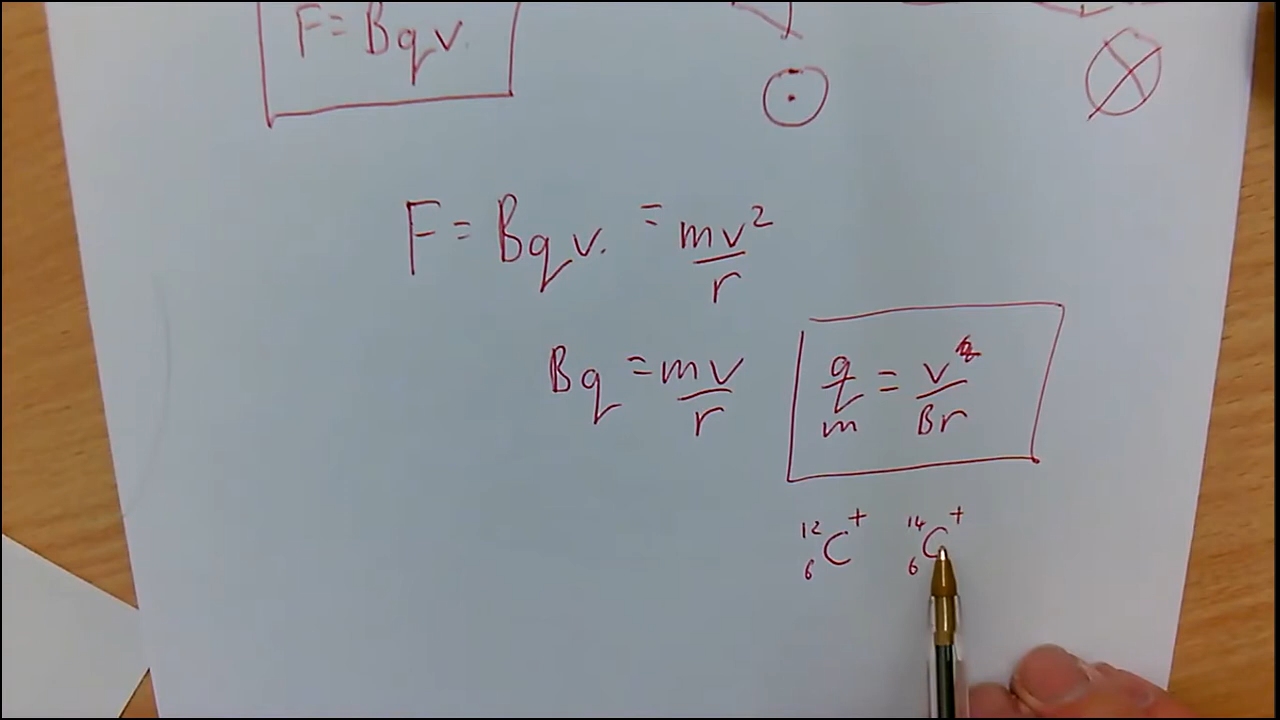 F = Bqv.
F = Bqv. = mv²/r
Bq = mv/r
q/m = v/Br
¹²₆C⁺ ¹⁴₆C⁺